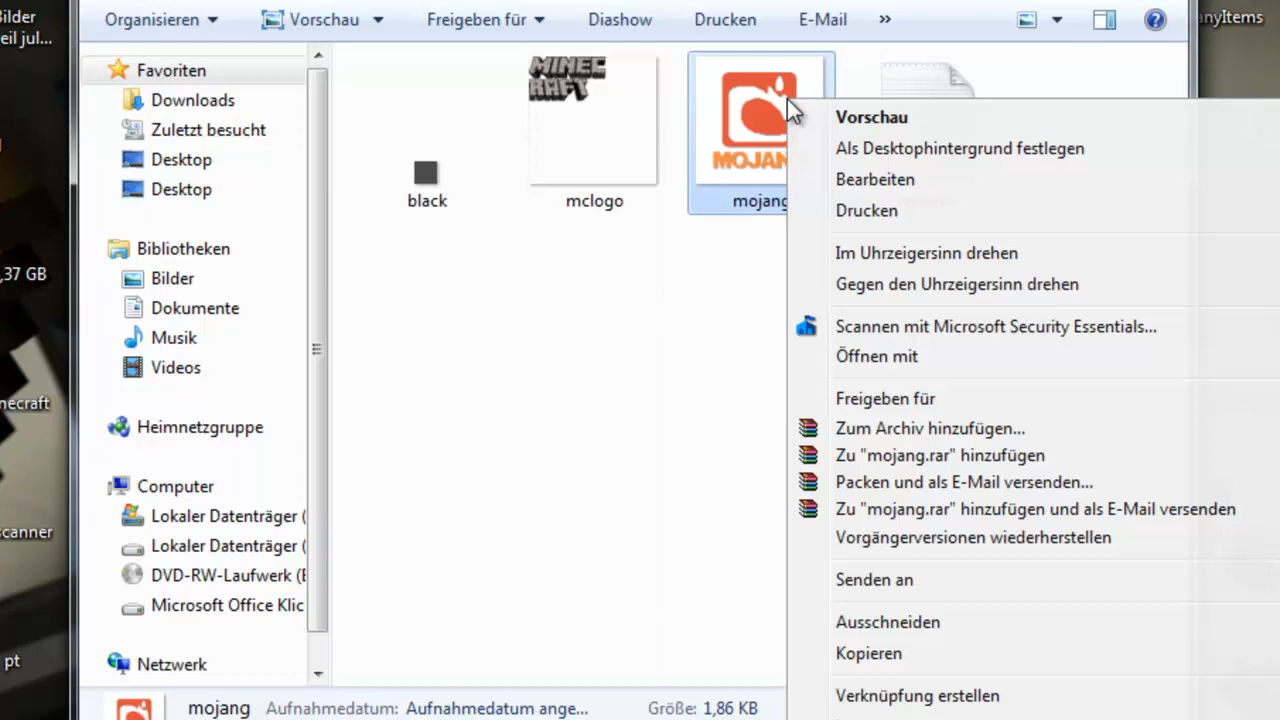 Bilder
eil jul...
,37 GB
necraft
scanner
pt
Organisieren
Vorschau
Freigeben für
Diashow
Drucken
E-Mail
»
anyItems
Favoriten
Downloads
Zuletzt besucht
Desktop
Desktop
Bibliotheken
Bilder
Dokumente
Musik
Videos
Heimnetzgruppe
Computer
Lokaler Datenträger (
Lokaler Datenträger (
DVD-RW-Laufwerk (E
Microsoft Office Klic
Netzwerk
MINEC
RAFT
MOJAN
black
mclogo
mojang
Vorschau
Als Desktophintergrund festlegen
Bearbeiten
Drucken
Im Uhrzeigersinn drehen
Gegen den Uhrzeigersinn drehen
Scannen mit Microsoft Security Essentials...
Öffnen mit
Freigeben für
Zum Archiv hinzufügen...
Zu "mojang.rar" hinzufügen
Packen und als E-Mail versenden...
Zu "mojang.rar" hinzufügen und als E-Mail versenden
Vorgängerversionen wiederherstellen
Senden an
Ausschneiden
Kopieren
Verknüpfung erstellen
mojang Aufnahmedatum: Aufnahmedatum ange... Größe: 1,86 KB